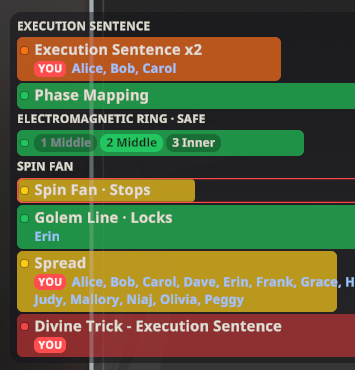 EXECUTION SENTENCE
Execution Sentence x2
YOU Alice, Bob, Carol
Phase Mapping
ELECTROMAGNETIC RING · SAFE
1 Middle 2 Middle 3 Inner
SPIN FAN
Spin Fan · Stops
Golem Line · Locks
Erin
Spread
YOU Alice, Bob, Carol, Dave, Erin, Frank, Grace, H
Judy, Mallory, Niaj, Olivia, Peggy
Divine Trick - Execution Sentence
YOU